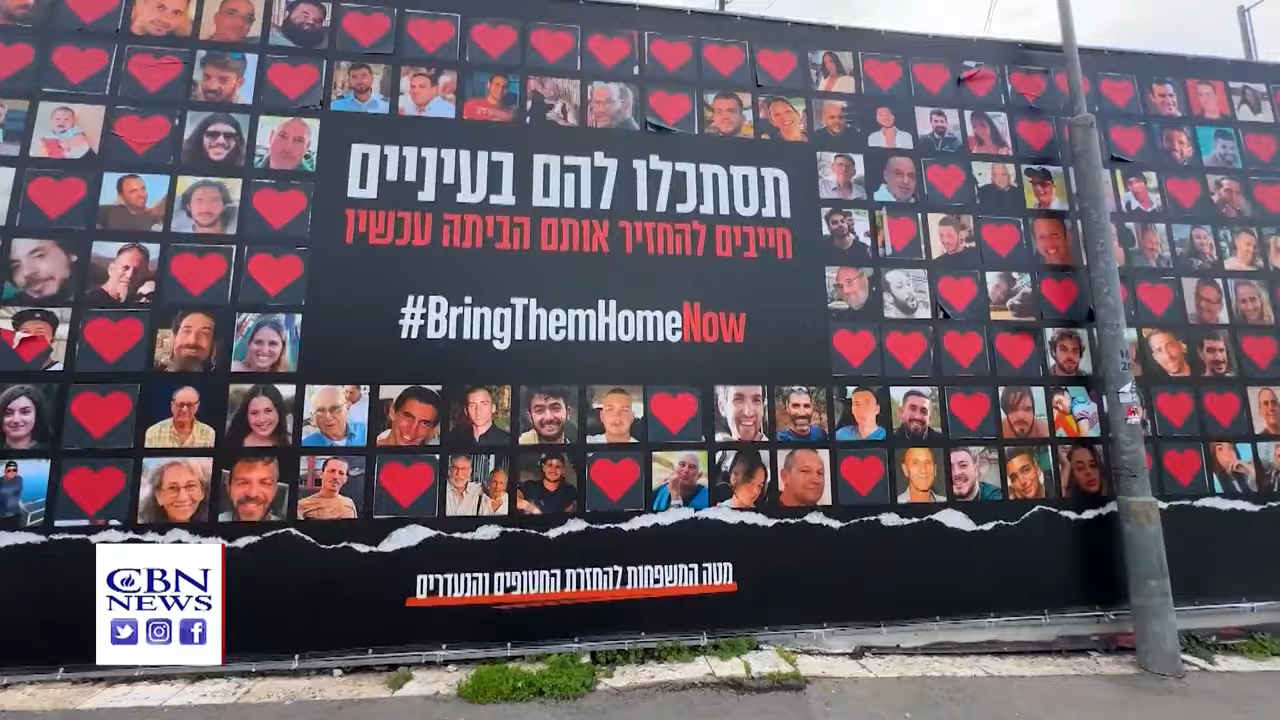 תסתכלו להם בעיניים
חייבים להחזיר אותם הביתה עכשיו
#BringThemHomeNow
מטה המשפחות להחזרת החטופים והנעדרים
CBN
NEWS